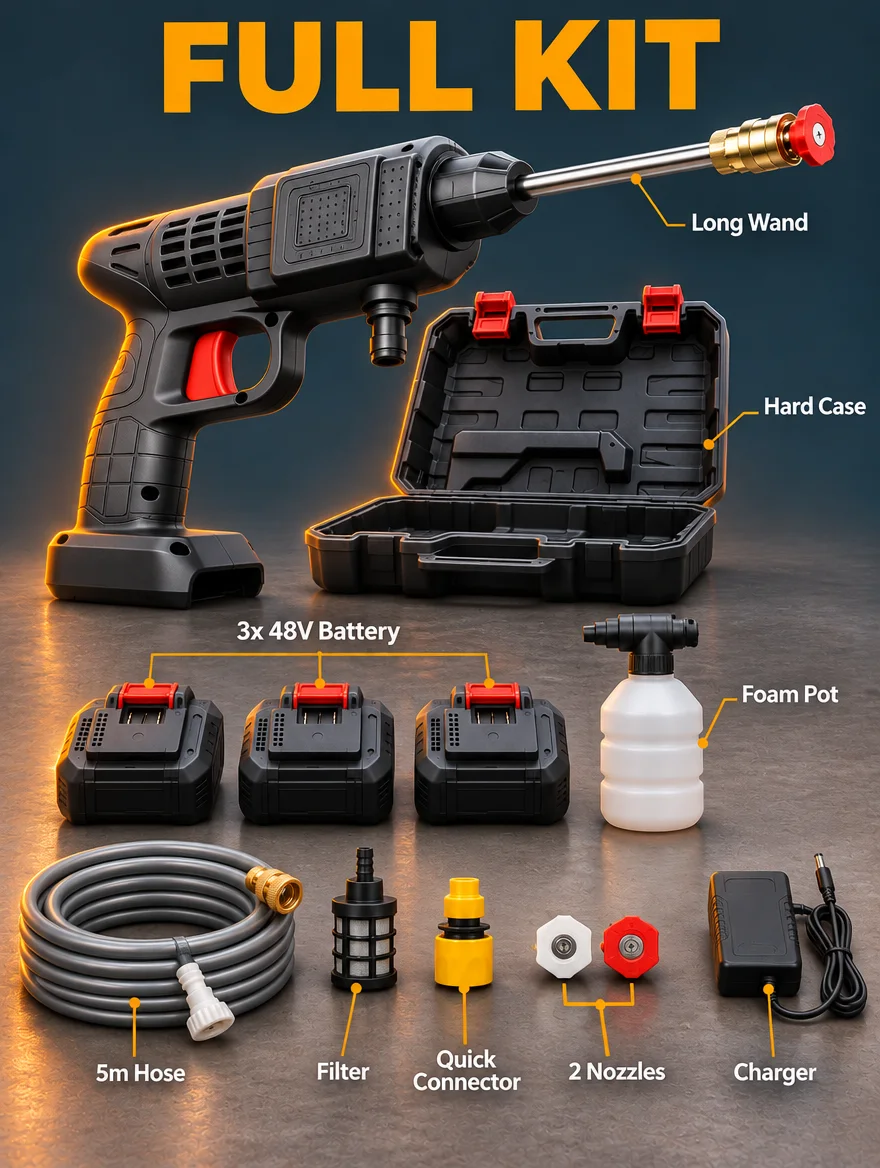 FULL KIT
Long Wand
Hard Case
3x 48V Battery
Foam Pot
5m Hose
Filter
Quick
Connector
2 Nozzles
Charger